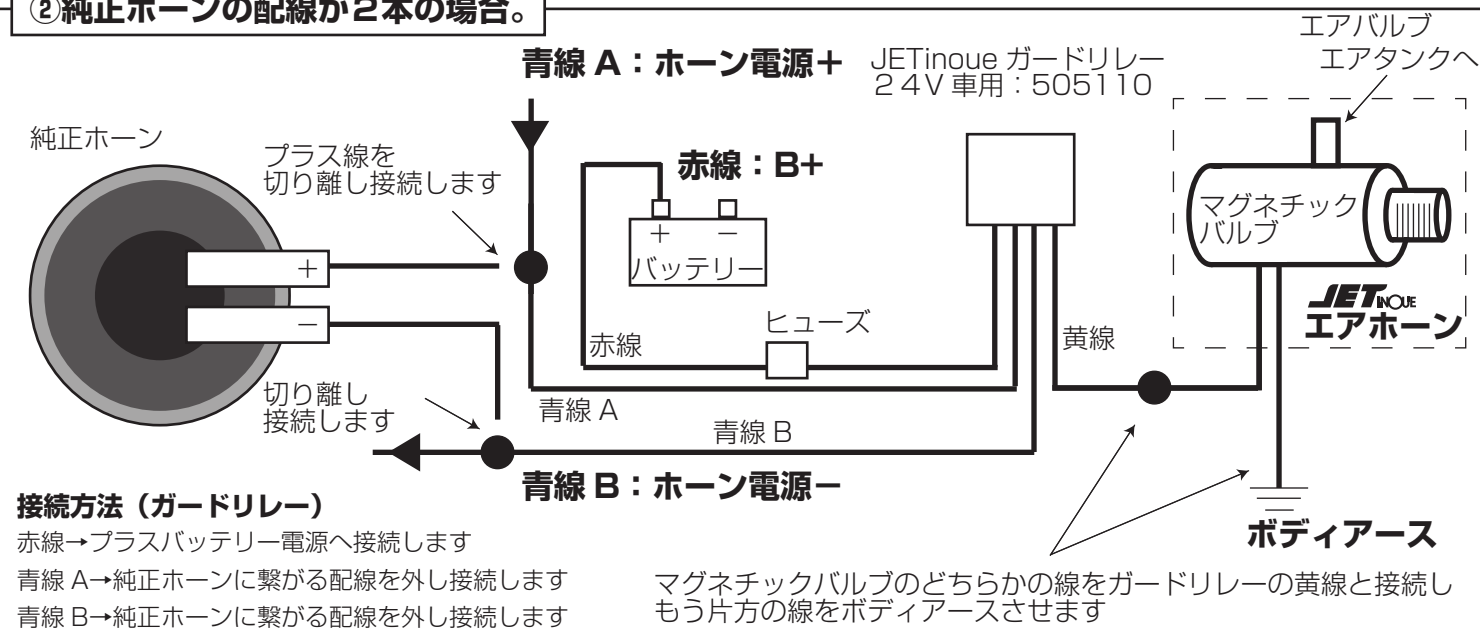 ②純正ホーンの配線が２本の場合。
青線 A：ホーン電源＋
JETinoue ガードリレー
２４V 車用：505110
エアバルブ
エアタンクへ
純正ホーン
プラス線を
切り離し接続します
赤線：B+
＋ －
バッテリー
マグネチック
バルブ
JET INOUE
エアホーン
＋
－
ヒューズ
赤線
黄線
切り離し
接続します
青線 A
青線 B
青線 B：ホーン電源－
ボディアース
接続方法（ガードリレー）
赤線→プラスバッテリー電源へ接続します
青線 A→純正ホーンに繋がる配線を外し接続します
青線 B→純正ホーンに繋がる配線を外し接続します
マグネチックバルブのどちらかの線をガードリレーの黄線と接続し
もう片方の線をボディアースさせます